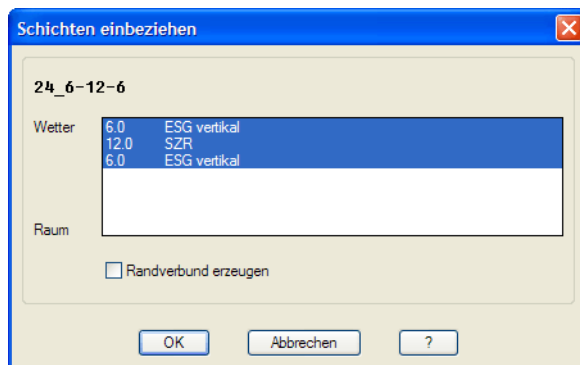 Schichten einbeziehen
24_6-12-6
Wetter
6.0 ESG vertikal
12.0 SZR
6.0 ESG vertikal
Raum
Randverbund erzeugen
OK Abbrechen ?